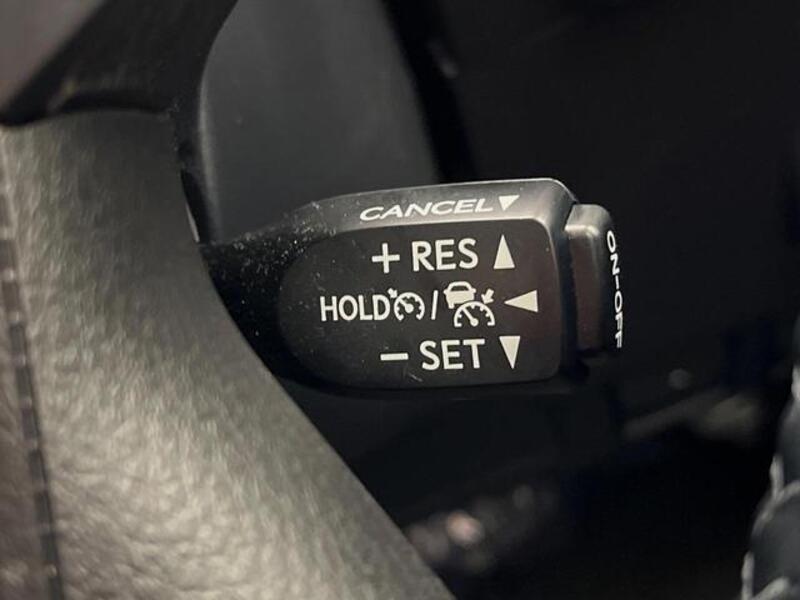 CANCEL▼
+ RES ▲
HOLD / ◀
− SET ▼
ON-OFF